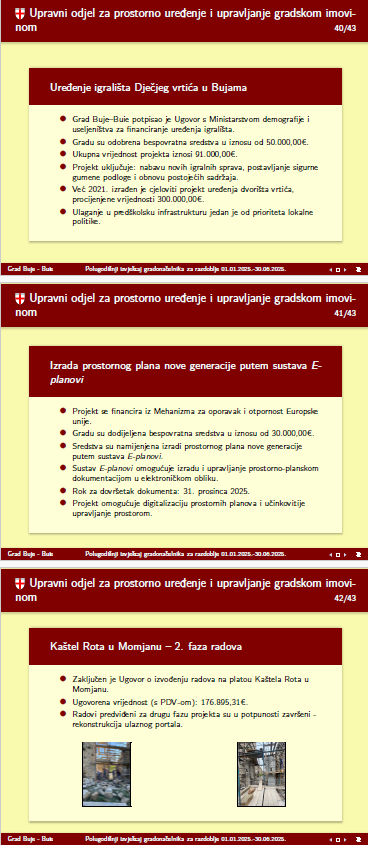 Upravni odjel za prostorno uređenje i upravljanje gradskom imovi-
nom
40/43
Uređenje igrališta Dječjeg vrtića u Bujama
Grad Buje-Buie potpisao je Ugovor s Ministarstvom demografije i
useljeništva za financiranje uređenja igrališta.
Gradu su odobrena bespovratna sredstva u iznosu od 50.000,00€.
Ukupna vrijednost projekta iznosi 91.000,00€.
Projekt uključuje: nabavu novih igralnih sprava, postavljanje sigurne
gumene podloge i obnovu postojećih sadržaja.
Već 2021. izrađen je cjeloviti projekt uređenja dvorišta vrtića,
procijenjene vrijednosti 300.000,00€.
Ulaganje u predškolsku infrastrukturu jedan je od prioriteta lokalne
politike.
Grad Buje - Buie
Polugodišnji izvještaj gradonačelnika za razdoblje 01.01.2025.-30.06.2025.
Upravni odjel za prostorno uređenje i upravljanje gradskom imovi-
nom
41/43
Izrada prostornog plana nove generacije putem sustava E-
planovi
Projekt se financira iz Mehanizma za oporavak i otpornost Europske
unije.
Gradu su dodijeljena bespovratna sredstva u iznosu od 30.000,00€.
Sredstva su namijenjena izradi prostornog plana nove generacije
putem sustava E-planovi.
Sustav E-planovi omogućuje izradu i upravljanje prostorno-planskom
dokumentacijom u elektroničkom obliku.
Rok za dovršetak dokumenta: 31. prosinca 2025.
Projekt omogućuje digitalizaciju prostornih planova i učinkovitije
upravljanje prostorom.
Grad Buje - Buie
Polugodišnji izvještaj gradonačelnika za razdoblje 01.01.2025.-30.06.2025.
Upravni odjel za prostorno uređenje i upravljanje gradskom imovi-
nom
42/43
Kaštel Rota u Momjanu – 2. faza radova
Zaključen je Ugovor o izvođenju radova na platou Kaštela Rota u
Momjanu.
Ugovorena vrijednost (s PDV-om): 176.895,31€.
Radovi predviđeni za drugu fazu projekta su u potpunosti završeni -
rekonstrukcija ulaznog portala.
Grad Buje - Buie
Polugodišnji izvještaj gradonačelnika za razdoblje 01.01.2025.-30.06.2025.